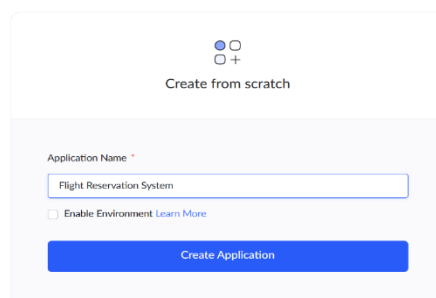 Create from scratch
Application Name *
Flight Reservation System
Enable Environment Learn More
Create Application